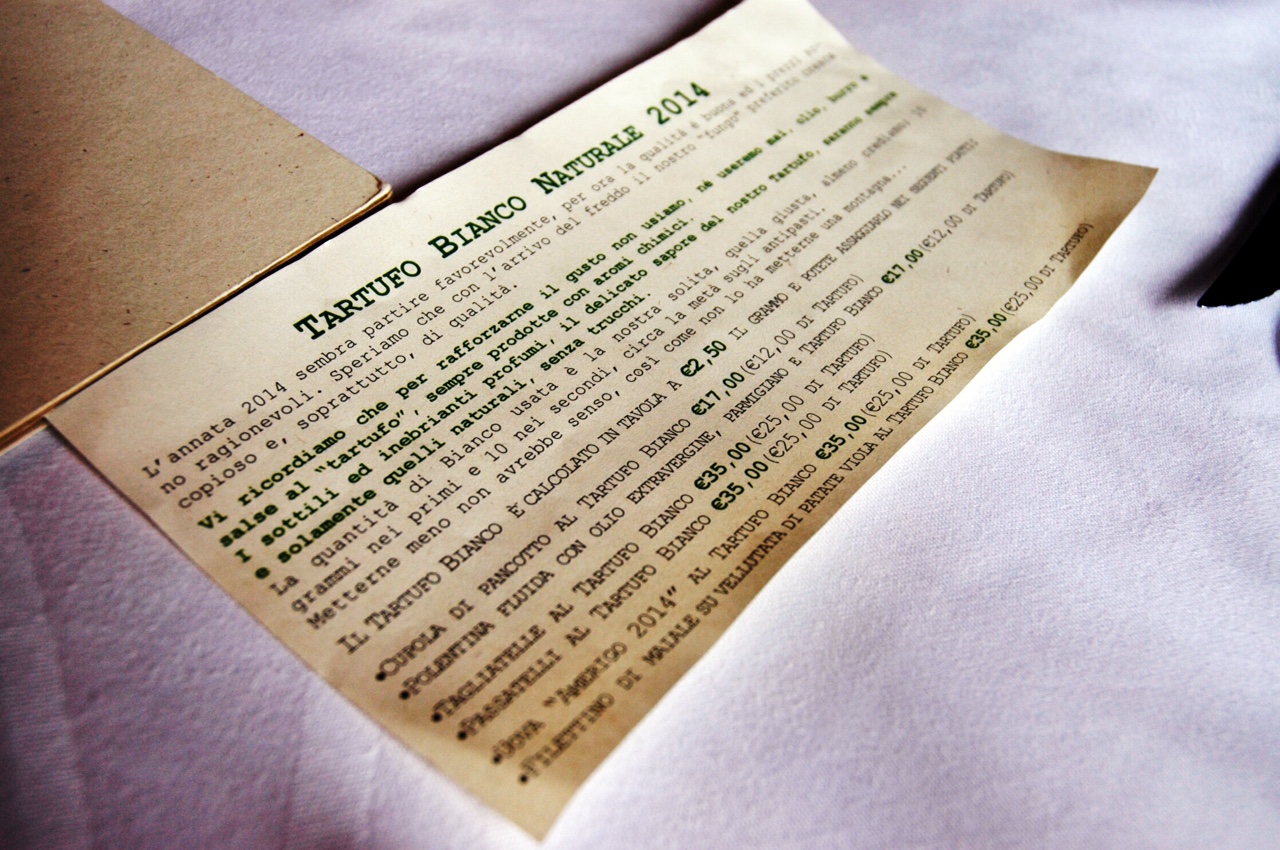 TARTUFO BIANCO NATURALE 2014
L'annata 2014 sembra partire favorevolmente, per ora la qualità è buona ed i prezzi
no ragionevoli. Speriamo che con l'arrivo del freddo il nostro "fungo" preferito
copioso e, soprattutto, di qualità.
Vi ricordiamo che per rafforzarne il gusto non usiamo, nè useremo mai, olio, burro o
salse al "tartufo", sempre prodotte con aromi chimici.
I sottili ed inebrianti profumi, il delicato sapore del nostro Tartufo, saranno sempre
e solamente quelli naturali, senza trucchi.
La quantità di Bianco usata è la nostra solita, quella giusta, almeno crediamo: 14
grammi nei primi e 10 nei secondi, circa la metà sugli antipasti.
Metterne meno non avrebbe senso, così come non lo ha metterne una montagna...
IL TARTUFO BIANCO È CALCOLATO IN TAVOLA A €2,50 IL GRAMMO E POTETE ASSAGGIARLO NEI SEGUENTI PIATTI
•CUPOLA DI PANCOTTO AL TARTUFO BIANCO €17,00 (€12,00 DI TARTUFO)
•POLENTINA FLUIDA CON OLIO EXTRAVERGINE, PARMIGIANO E TARTUFO BIANCO €17,00 (€12,00 DI TARTUFO)
•TAGLIATELLE AL TARTUFO BIANCO €35,00 (€25,00 DI TARTUFO)
•PASSATELLI AL TARTUFO BIANCO €35,00 (€25,00 DI TARTUFO)
•UOVA "AMERIGO 2014" AL TARTUFO BIANCO €35,00 (€25,00 DI TARTUFO)
•FILETTINO DI MAIALE SU VELLUTATA DI PATATE VIOLA AL TARTUFO BIANCO €35,00 (€25,00 DI TARTUFO)